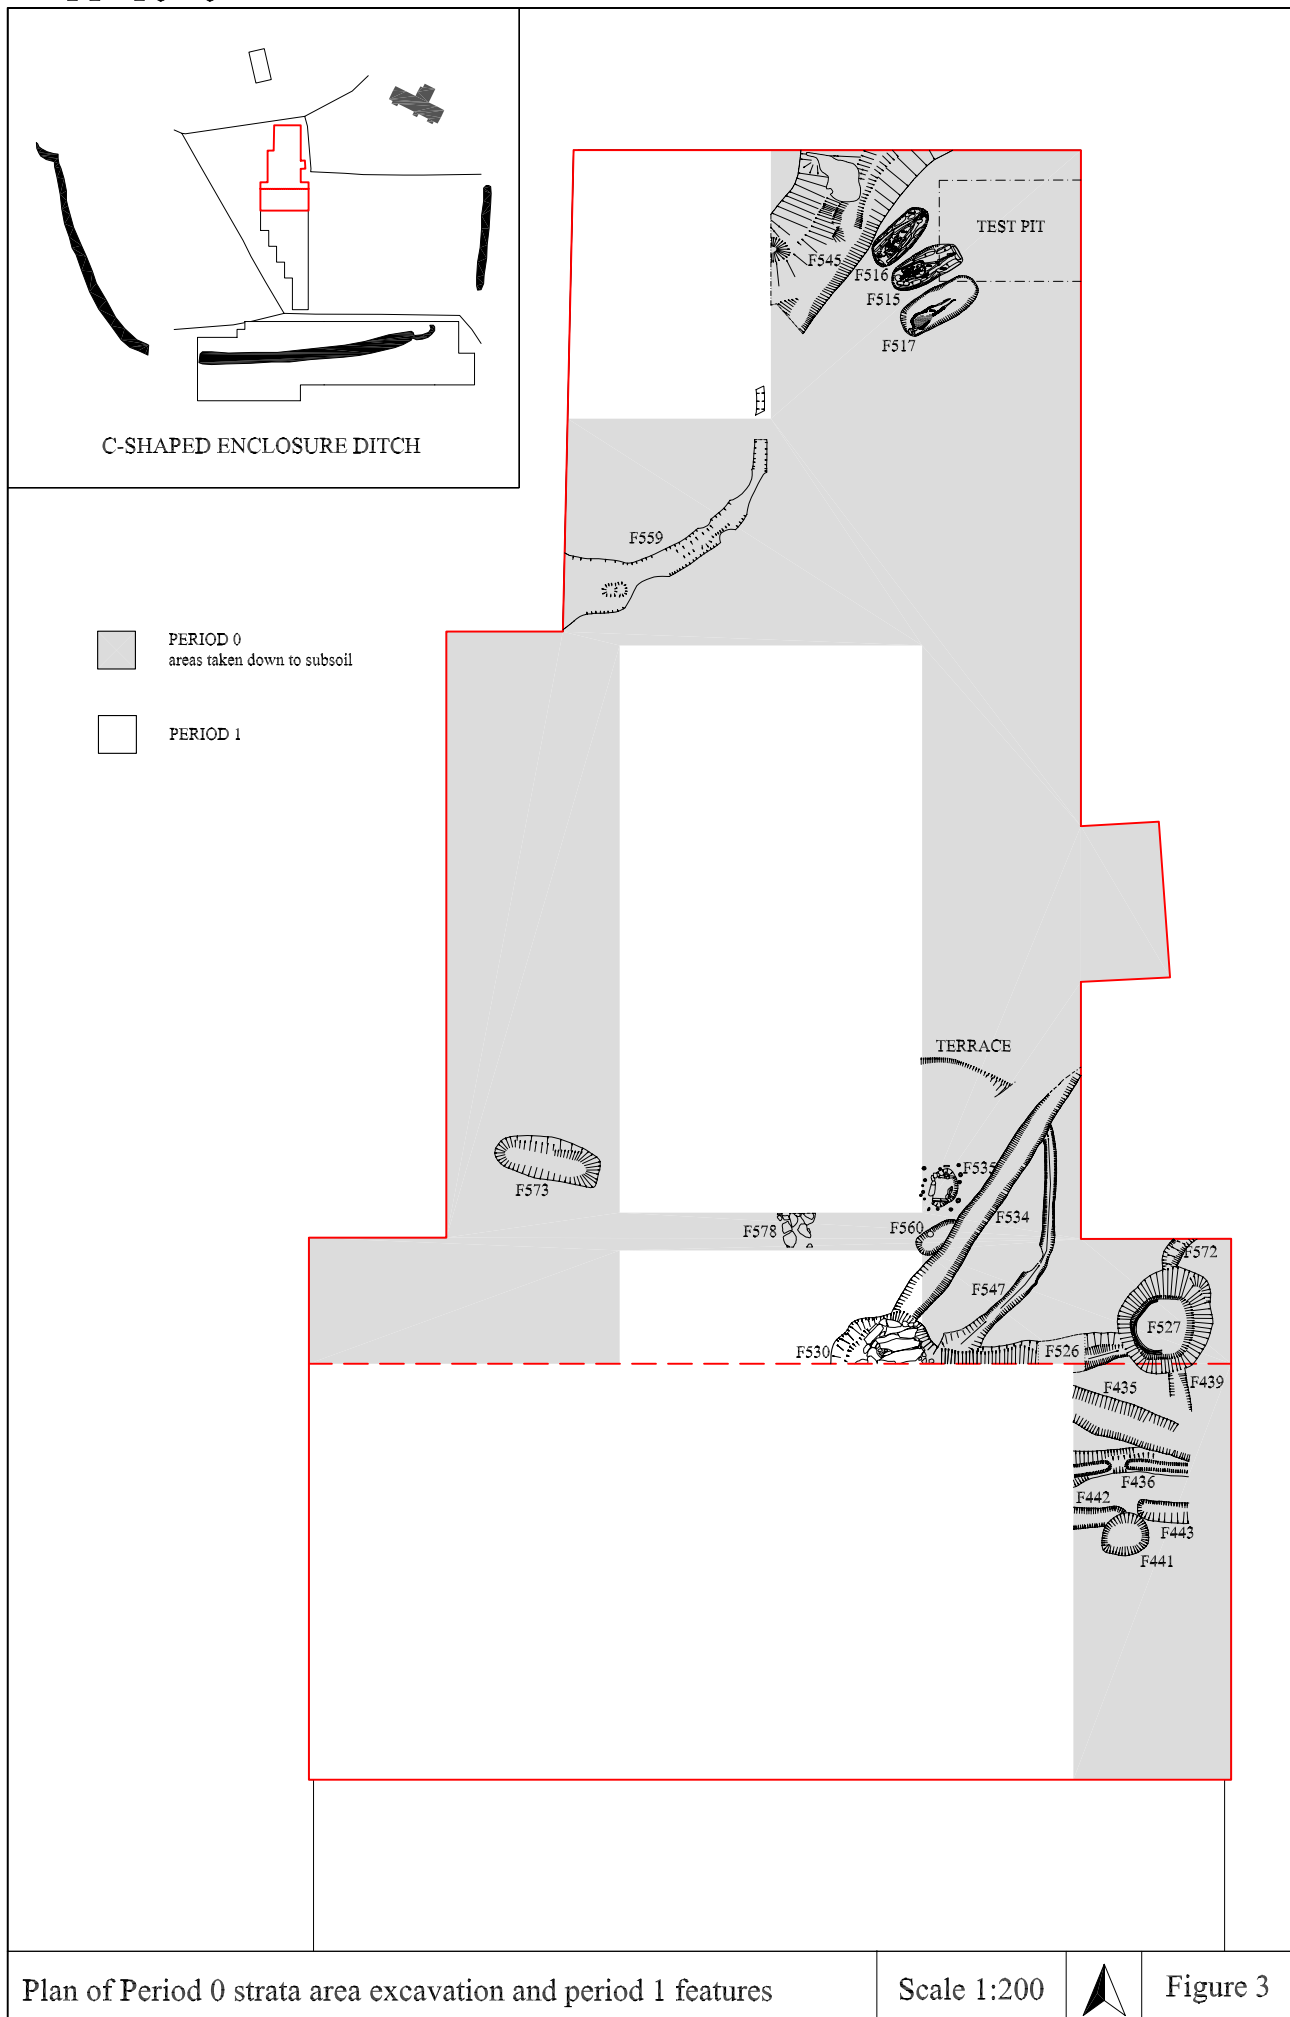 C-SHAPED ENCLOSURE DITCH
TEST PIT
F545
F516
F515
F517
F559
PERIOD 0
areas taken down to subsoil
PERIOD 1
TERRACE
F573
F535
F534
F560
F578
F547
F572
F527
F530
F526
F439
F435
F436
F442
F443
F441
Plan of Period 0 strata area excavation and period 1 features
Scale 1:200
Figure 3